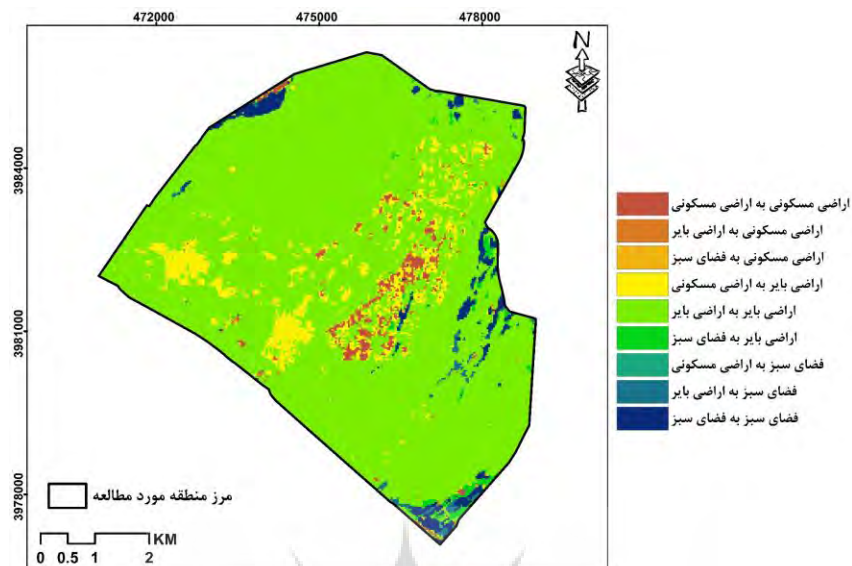 472000 475000 478000
N
3984000
3981000
3978000
اراضی مسکونی به اراضی مسکونی
اراضی مسکونی به اراضی بایر
اراضی مسکونی به فضای سبز
اراضی بایر به اراضی مسکونی
اراضی بایر به اراضی بایر
اراضی بایر به فضای سبز
فضای سبز به اراضی مسکونی
فضای سبز به اراضی بایر
فضای سبز به فضای سبز
مرز منطقه مورد مطالعه
KM
0 0.5 1 2